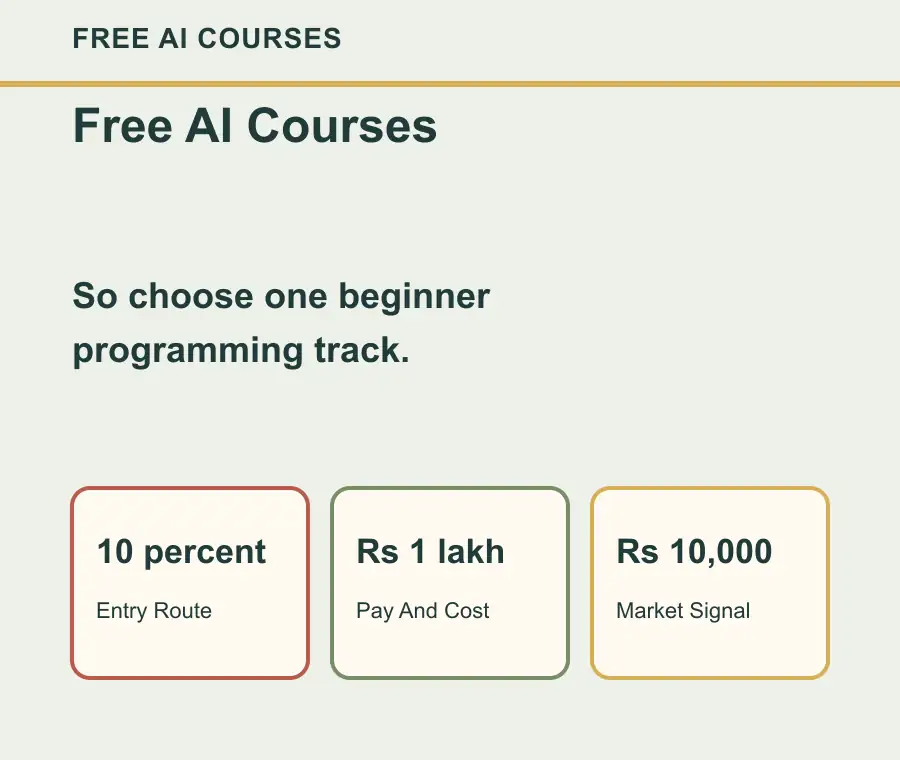 FREE AI COURSES
Free AI Courses
So choose one beginner
programming track.
10 percent
Entry Route
Rs 1 lakh
Pay And Cost
Rs 10,000
Market Signal